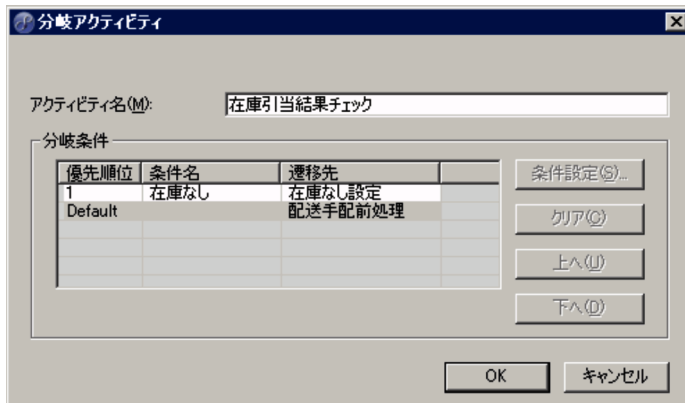 分岐アクティビティ
アクティビティ名(M): 在庫引当結果チェック
分岐条件
優先順位 条件名 遷移先
1 在庫なし 在庫なし設定
Default 配送手配前処理
条件設定(S)...
クリア(C)
上へ(U)
下へ(D)
OK キャンセル